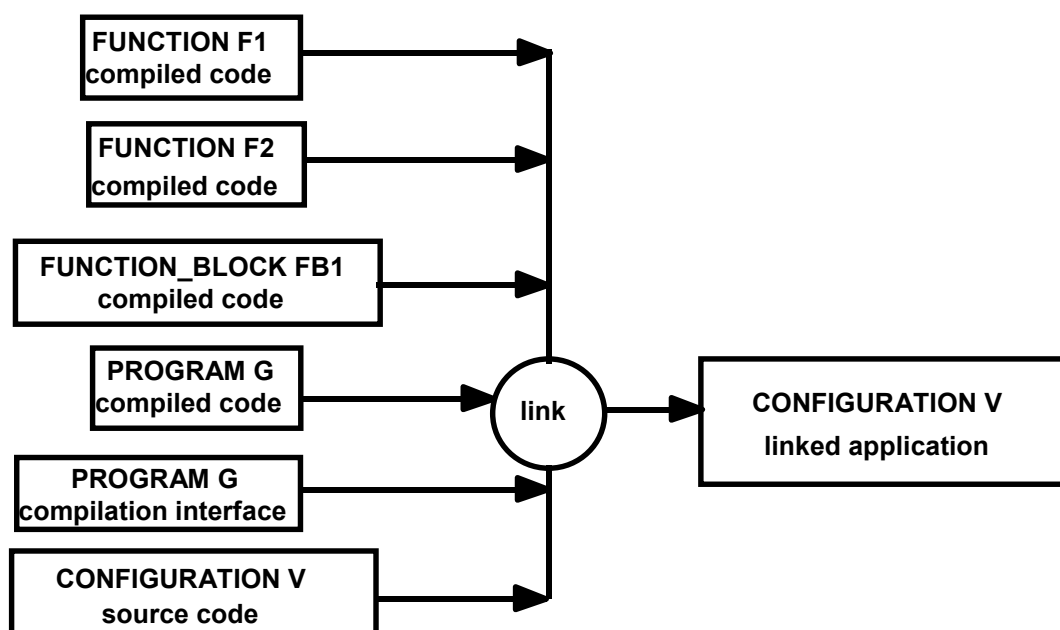 FUNCTION F1
compiled code
FUNCTION F2
compiled code
FUNCTION_BLOCK FB1
compiled code
PROGRAM G
compiled code
link
CONFIGURATION V
linked application
PROGRAM G
compilation interface
CONFIGURATION V
source code